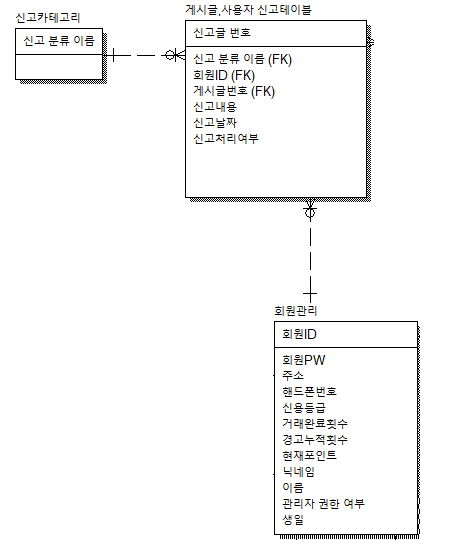 신고카테고리
신고 분류 이름
게시글,사용자 신고테이블
신고글 번호
신고 분류 이름 (FK)
회원ID (FK)
게시글번호 (FK)
신고내용
신고날짜
신고처리여부
회원관리
회원ID
회원PW
주소
핸드폰번호
신용등급
거래완료횟수
경고누적횟수
현재포인트
닉네임
이름
관리자 권한 여부
생일